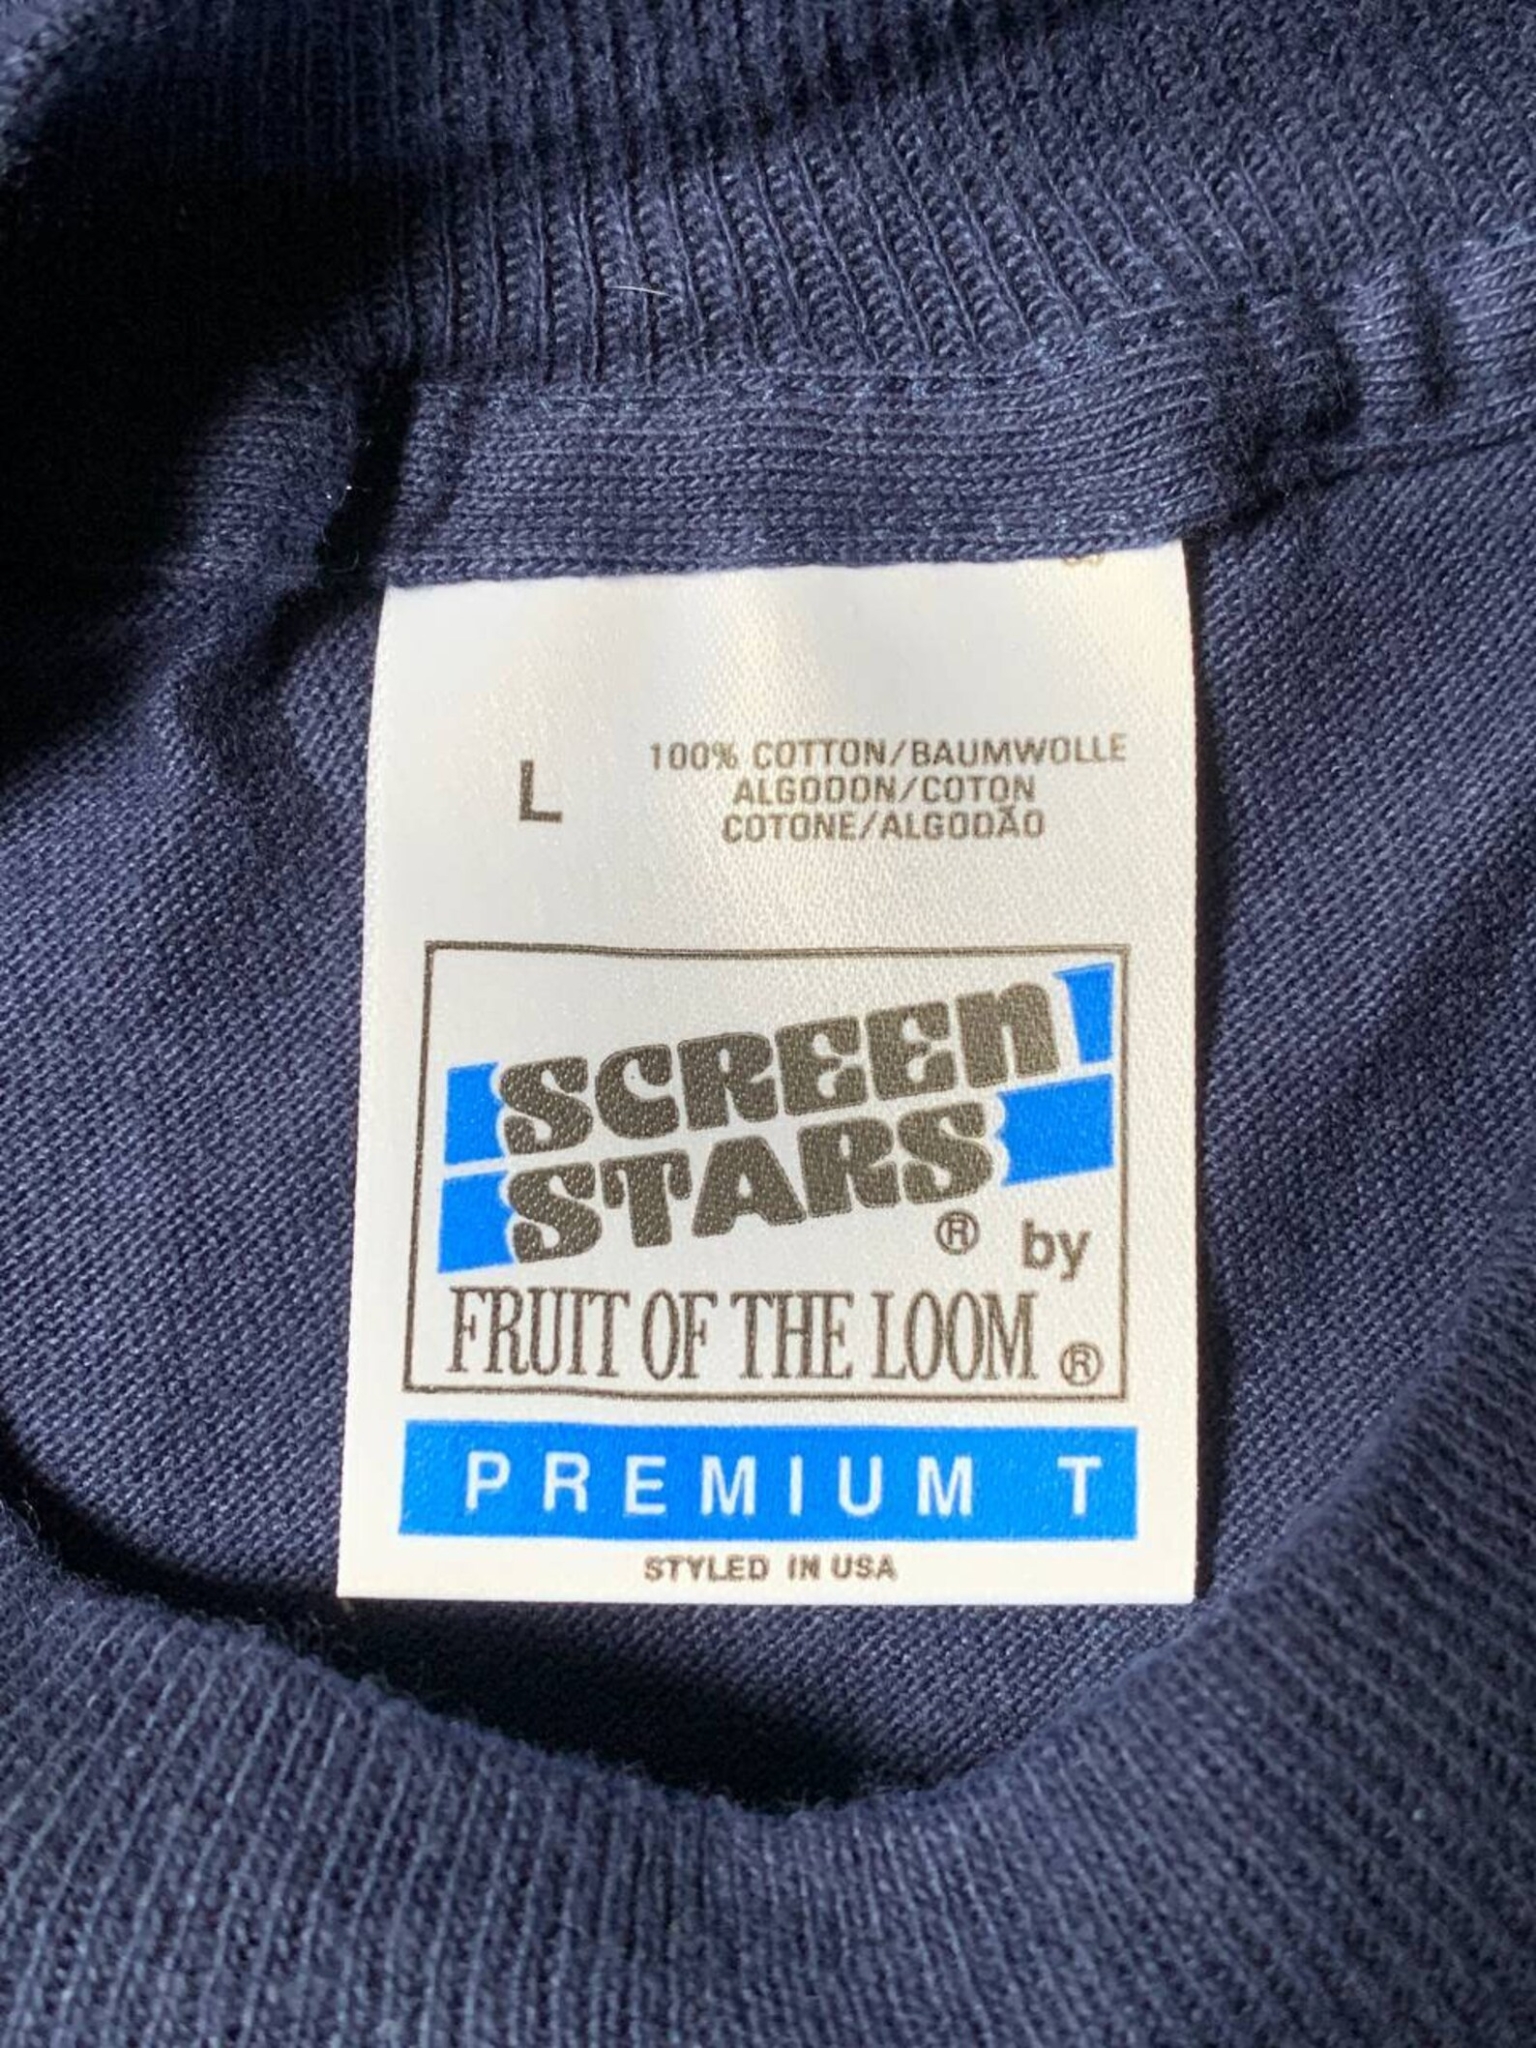 L
100% COTTON/BAUMWOLLE
ALGODON/COTON
COTONE/ALGODÃO
SCREEN
STARS
® by
FRUIT OF THE LOOM ®
PREMIUM T
STYLED IN USA